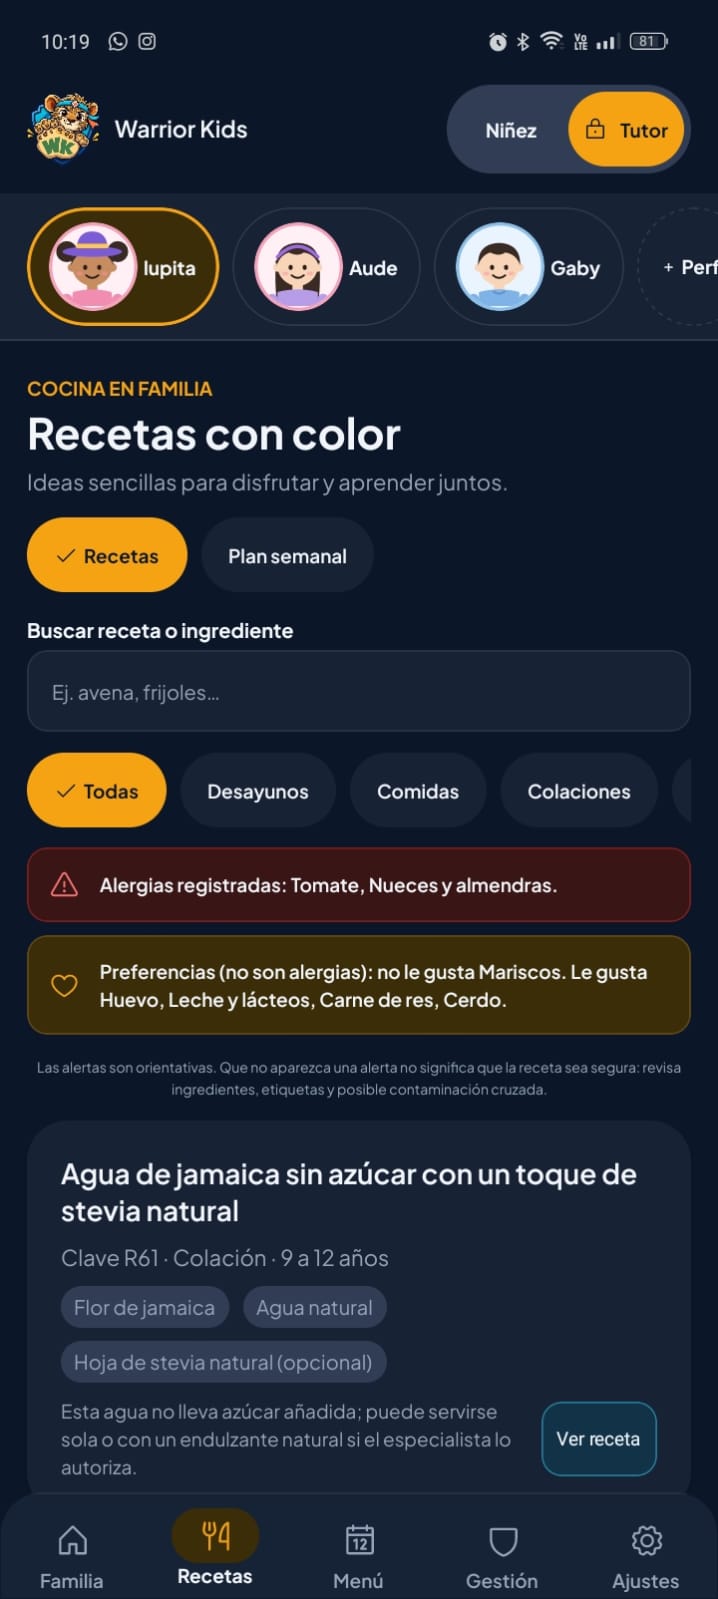 10:19
Vo LTE
81
WK
Warrior Kids
Niñez
Tutor
lupita
Aude
Gaby
+ Perf
COCINA EN FAMILIA
Recetas con color
Ideas sencillas para disfrutar y aprender juntos.
Recetas
Plan semanal
Buscar receta o ingrediente
Ej. avena, frijoles...
Todas
Desayunos
Comidas
Colaciones
Alergias registradas: Tomate, Nueces y almendras.
Preferencias (no son alergias): no le gusta Mariscos. Le gusta
Huevo, Leche y lácteos, Carne de res, Cerdo.
Las alertas son orientativas. Que no aparezca una alerta no significa que la receta sea segura: revisa
ingredientes, etiquetas y posible contaminación cruzada.
Agua de jamaica sin azúcar con un toque de
stevia natural
Clave R61 · Colación · 9 a 12 años
Flor de jamaica
Agua natural
Hoja de stevia natural (opcional)
Esta agua no lleva azúcar añadida; puede servirse
sola o con un endulzante natural si el especialista lo
autoriza.
Ver receta
12
Familia
Recetas
Menú
Gestión
Ajustes